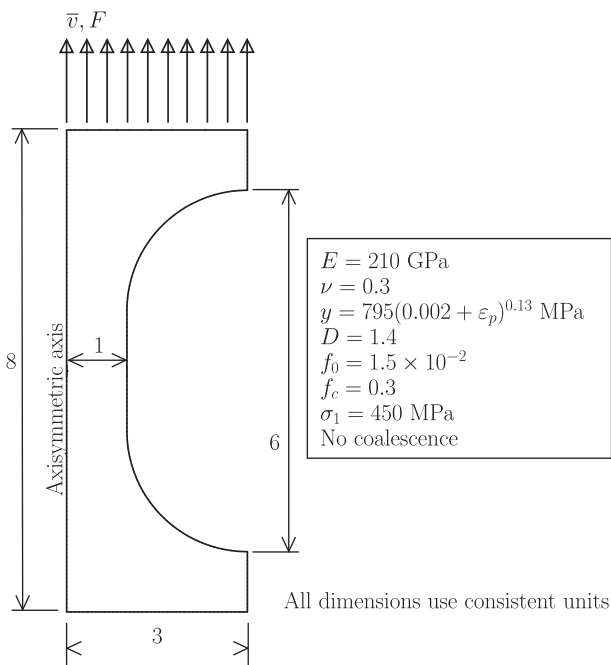 v̅, F
8
Axisymmetric axis
1
6
3
E = 210 GPa
ν = 0.3
y = 795(0.002 + ε_p)^{0.13} MPa
D = 1.4
f_0 = 1.5 × 10^{-2}
f_c = 0.3
σ_1 = 450 MPa
No coalescence
All dimensions use consistent units